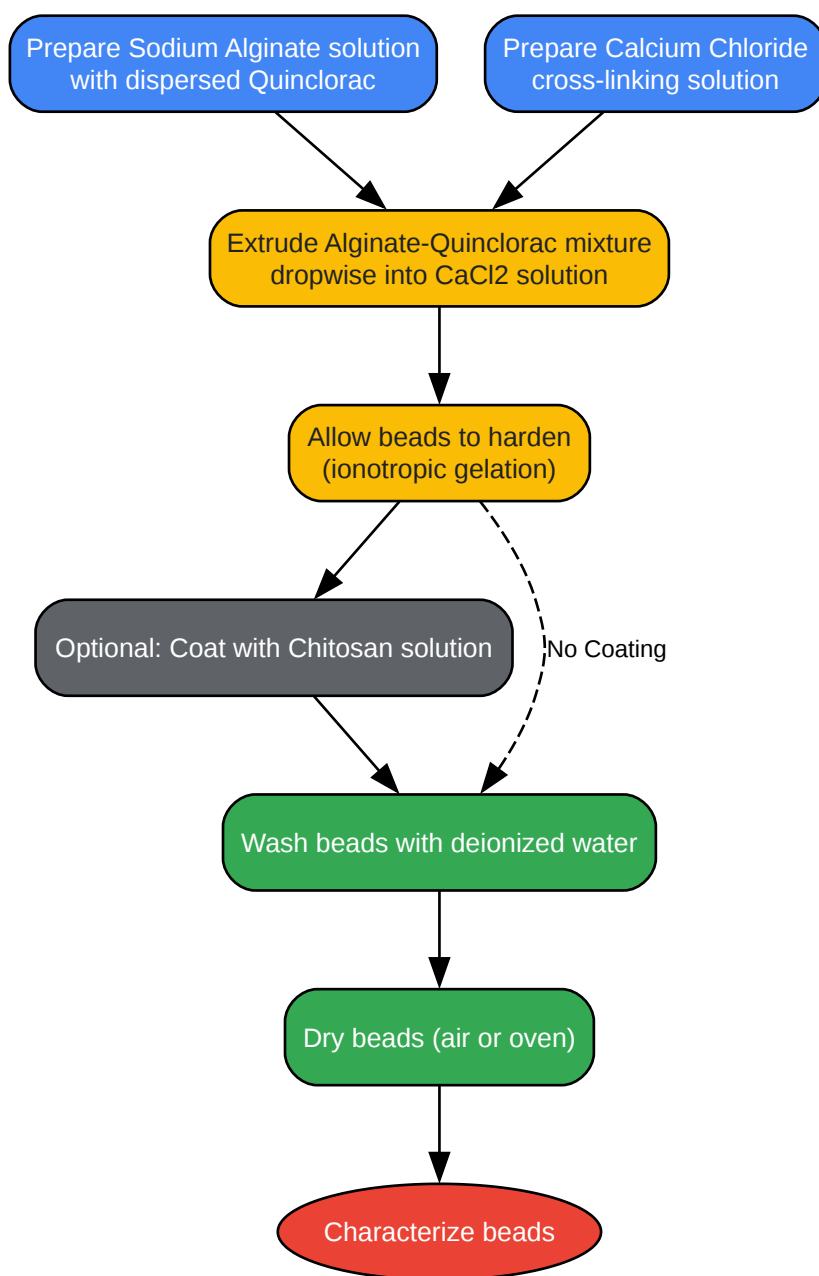 Prepare Sodium Alginate solution
with dispersed Quinclorac
Prepare Calcium Chloride
cross-linking solution
Extrude Alginate-Quinclorac mixture
dropwise into CaCl2 solution
Allow beads to harden
(ionotropic gelation)
Optional: Coat with Chitosan solution
No Coating
Wash beads with deionized water
Dry beads (air or oven)
Characterize beads